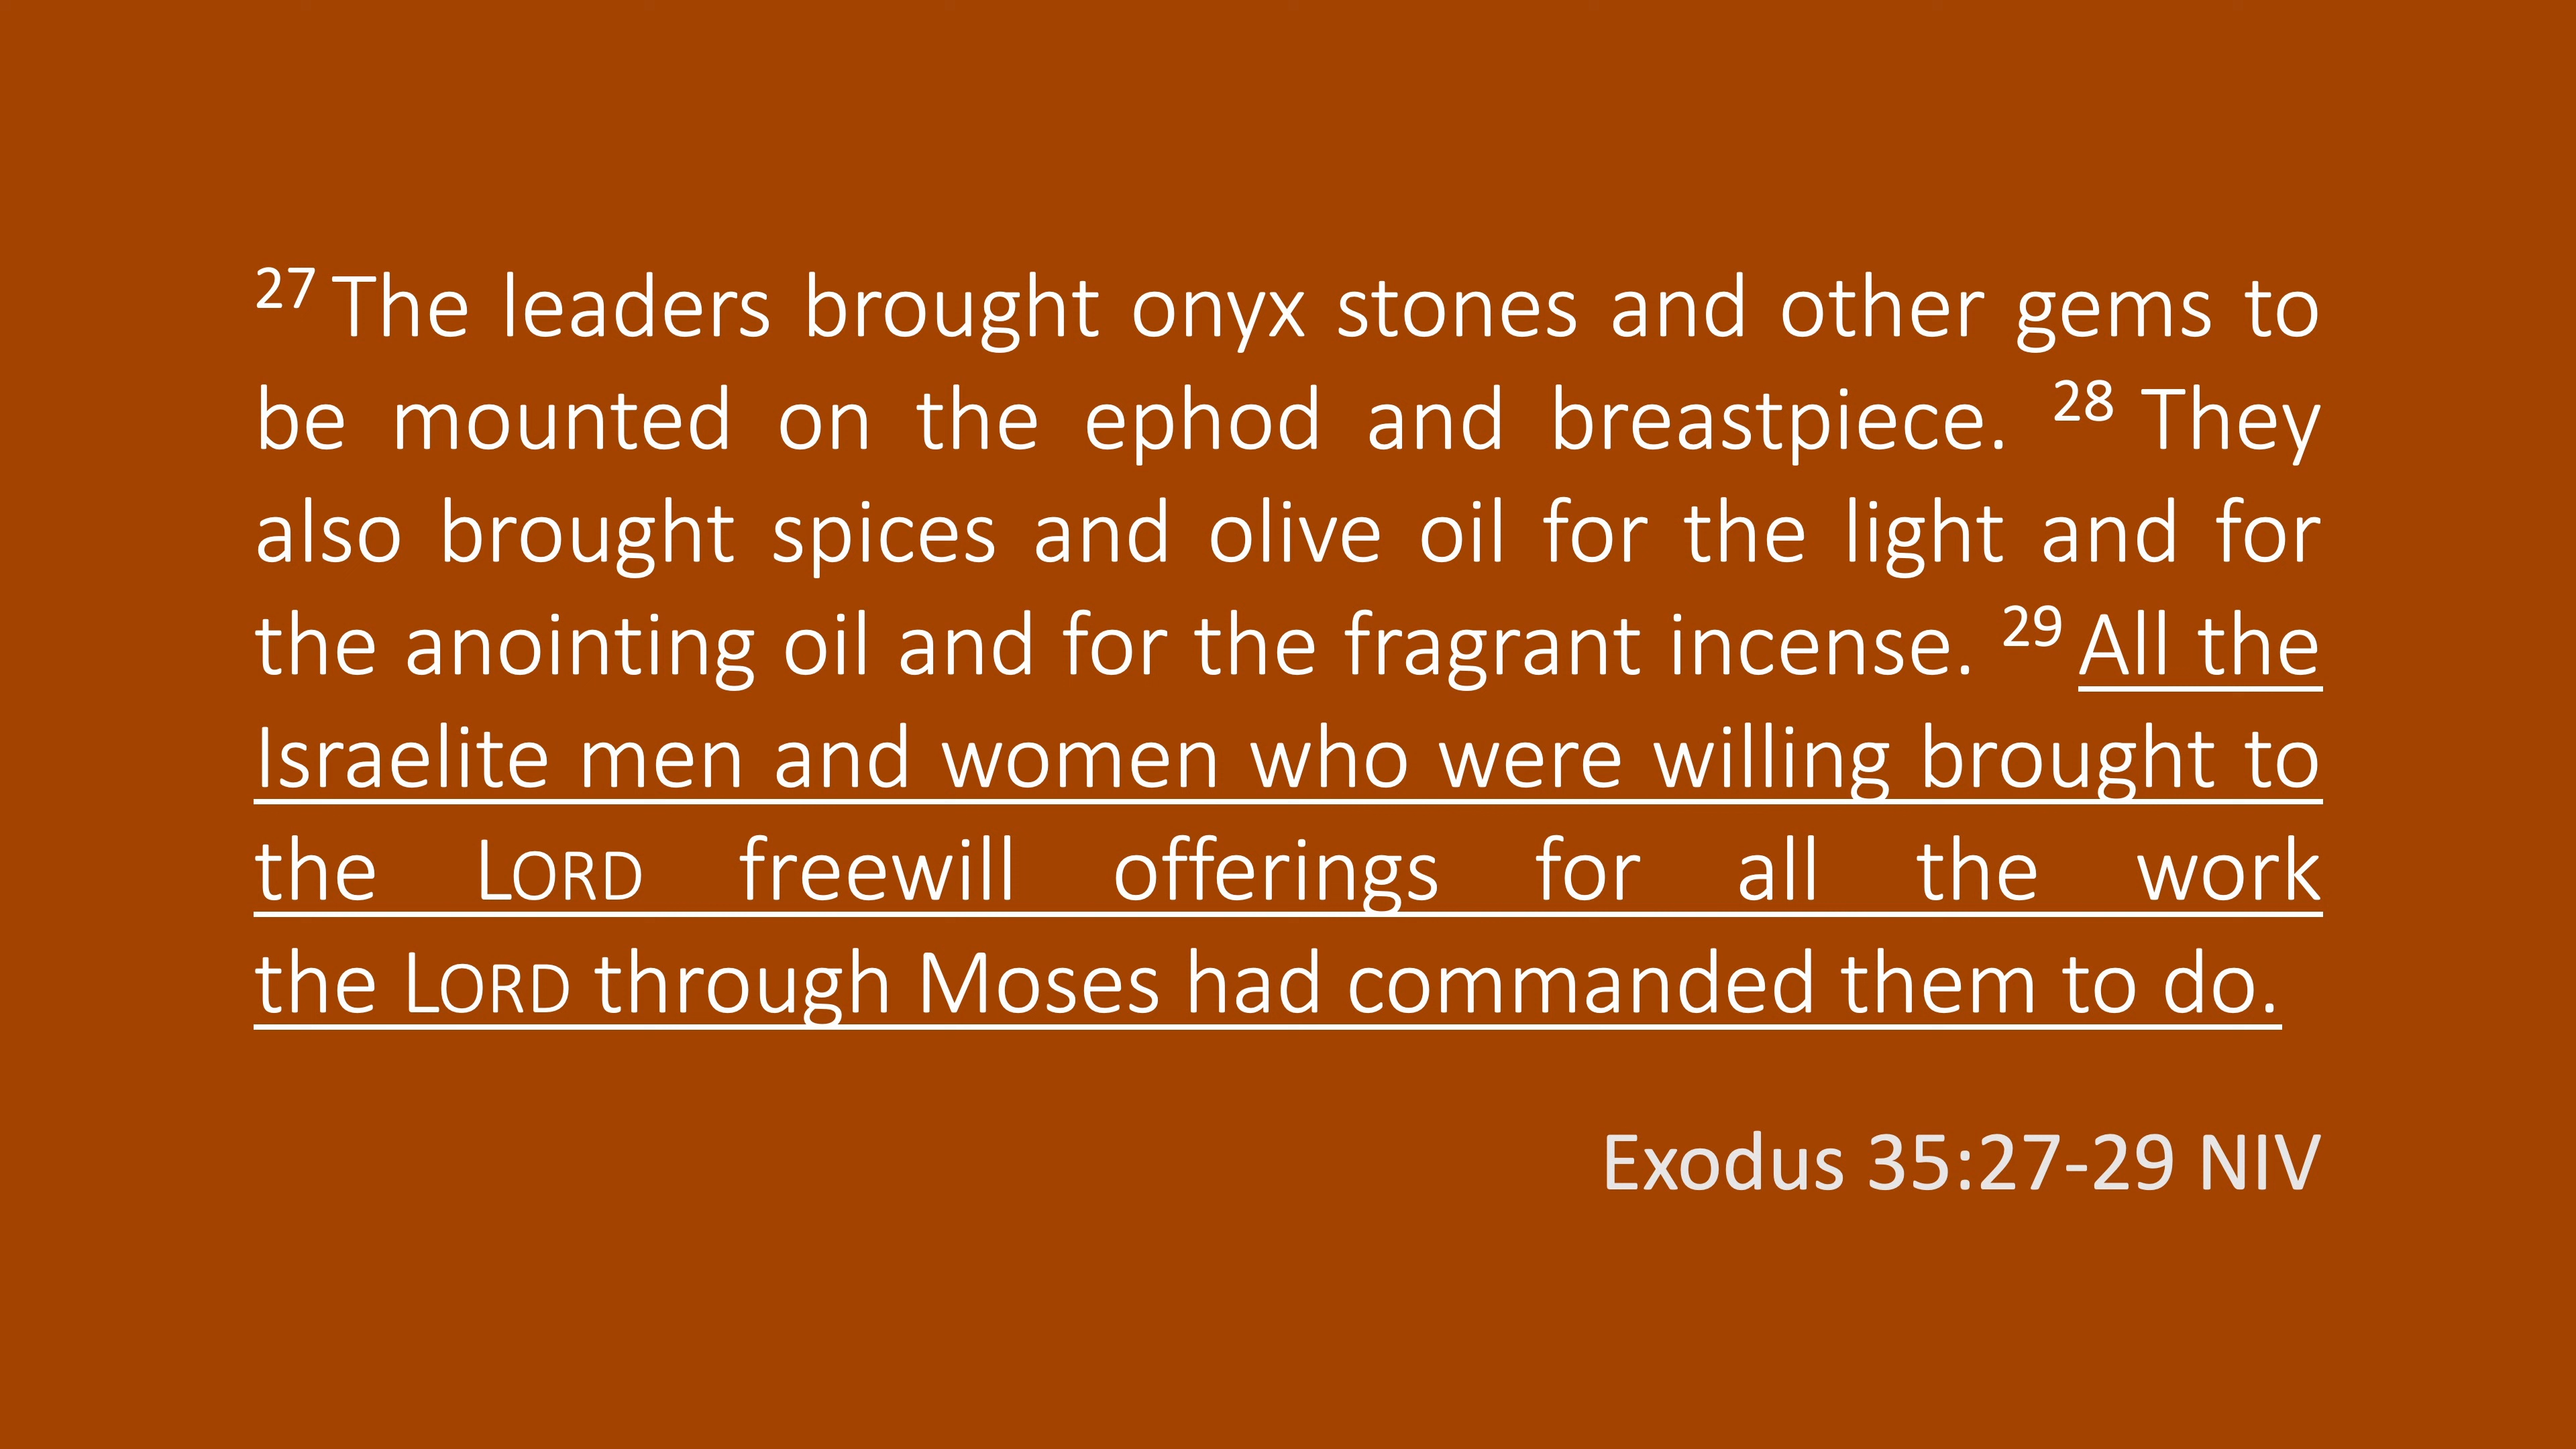 27 The leaders brought onyx stones and other gems to
be mounted on the ephod and breastpiece. 28 They
also brought spices and olive oil for the light and for
the anointing oil and for the fragrant incense. 29 All the
Israelite men and women who were willing brought to
the LORD freewill offerings for all the work
the LORD through Moses had commanded them to do.
Exodus 35:27-29 NIV